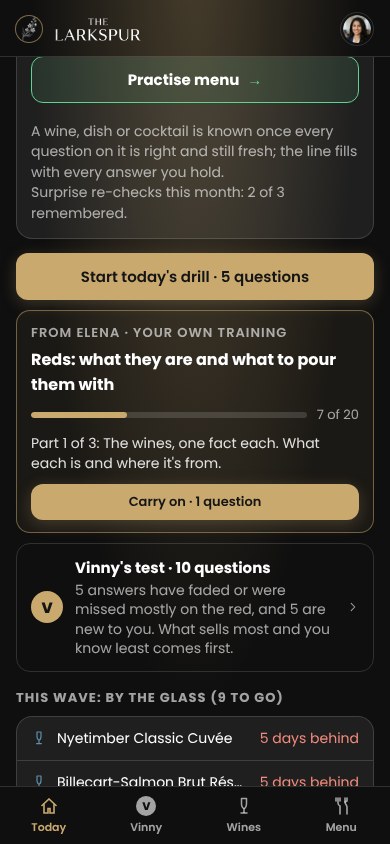 THE
LARKSPUR
Practise menu →
A wine, dish or cocktail is known once every
question on it is right and still fresh; the line fills
with every answer you hold.
Surprise re-checks this month: 2 of 3
remembered.
Start today's drill · 5 questions
FROM ELENA · YOUR OWN TRAINING
Reds: what they are and what to pour
them with
7 of 20
Part 1 of 3: The wines, one fact each. What
each is and where it's from.
Carry on · 1 question
V
Vinny's test · 10 questions
5 answers have faded or were
missed mostly on the red, and 5 are
new to you. What sells most and you
know least comes first.
THIS WAVE: BY THE GLASS (9 TO GO)
Nyetimber Classic Cuvée 5 days behind
Billecart-Salmon Brut Rés... 5 days behind
V
Today Vinny Wines Menu